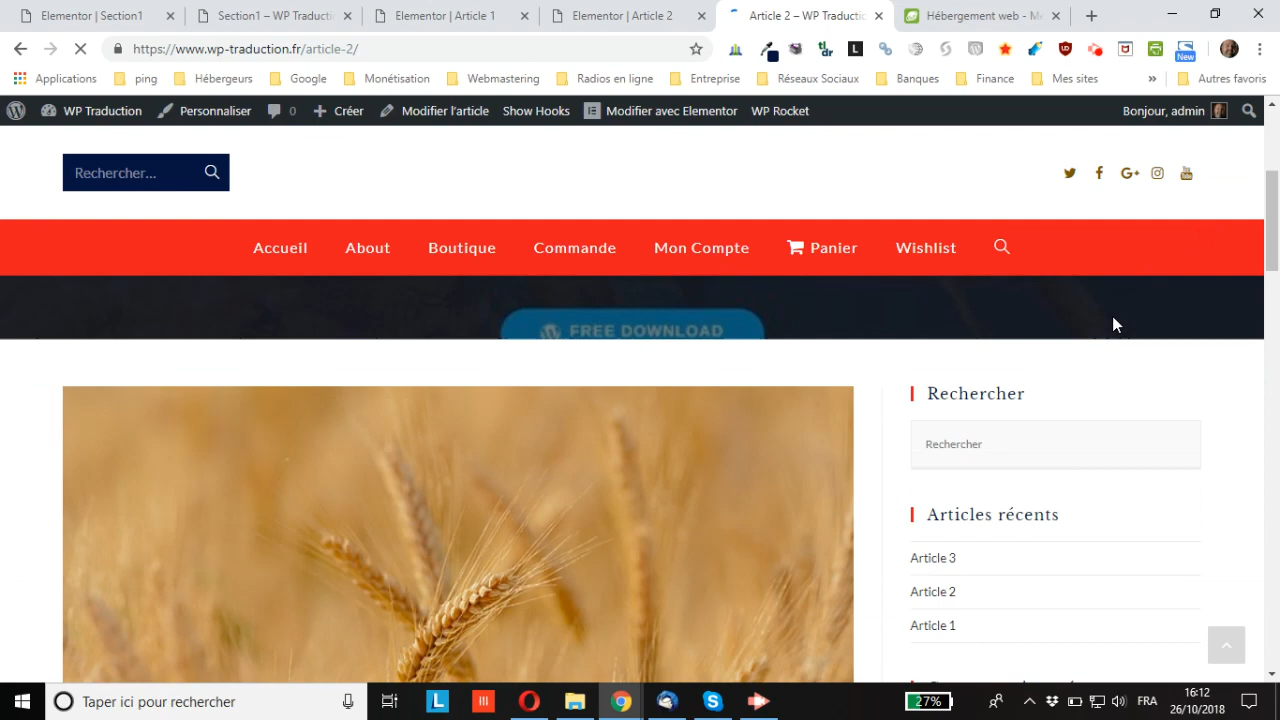 Elementor | Section1
Section1 – WP Traduction
Elementor | Article 1
Elementor | Article 2
Article 2 – WP Traductio
Hébergement web - Me
https://www.wp-traduction.fr/article-2/
New
Applications
ping
Hébergeurs
Google
Monétisation
Webmastering
Radios en ligne
Entreprise
Réseaux Sociaux
Banques
Finance
Mes sites
Autres favoris
WP Traduction
Personnaliser
0
Créer
Modifier l'article
Show Hooks
Modifier avec Elementor
WP Rocket
Bonjour, admin
Rechercher...
Accueil
About
Boutique
Commande
Mon Compte
Panier
Wishlist
FREE DOWNLOAD
Rechercher
Rechercher
Articles récents
Article 3
Article 2
Article 1
Taper ici pour rechercher
27%
FRA
16:12
26/10/2018